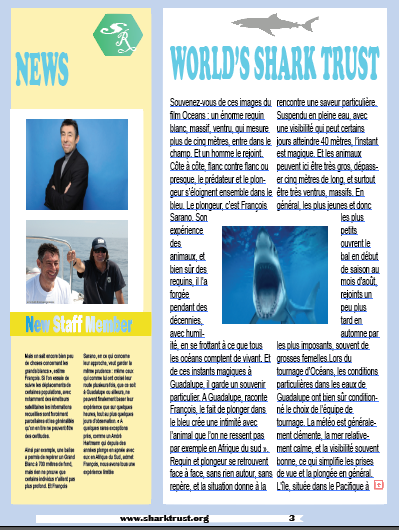 NEWS
SR
New Staff Member
Mais on sait encore bien peu
de choses concernant les
grands blancs », estime
François. Si l'on essaie de
suivre les déplacements de
certaines populations, avec
notamment des émetteurs
satellitaires les informations
recueillies sont forcément
parcellaires et les généralités
qu'on en tire ne peuvent être
des certitudes.
Ainsi par exemple, une balise
a permis de repérer un Grand
Blanc à 700 mètres de fond,
mais rien ne prouve que
certains individus n'aillent pas
plus profond. Et François
Sarano, en ce qui concerne
leur approche, veut garder la
même prudence : même ceux
qui comme lui ont croisé leur
route plusieurs fois, que ce soit
à Guadalupe ou ailleurs, ne
peuvent finalement baser leur
expérience que sur quelques
heures, tout au plus quelques
jours d'observation. « A
quelques rares exceptions
près, comme un André
Hartmann qui depuis des
années plonge en apnée avec
eux en Afrique du Sud, admet
François, nous avons tous une
expérience limitée
WORLD'S SHARK TRUST
Souvenez-vous de ces images du
film Oceans : un énorme requin
blanc, massif, ventru, qui mesure
plus de cinq mètres, entre dans le
champ. Et un homme le rejoint.
Côte à côte, flanc contre flanc ou
presque, le prédateur et le plon-
geur s'éloignent ensemble dans le
bleu. Le plongeur, c'est François
Sarano. Son
expérience
des
animaux, et
bien sûr des
requins, il l'a
forgée
pendant des
décennies,
avec humil-
ité, en se frottant à ce que tous
les océans comptent de vivant. Et
de ces instants magiques à
Guadalupe, il garde un souvenir
particulier. A Guadalupe, raconte
François, le fait de plonger dans
le bleu crée une intimité avec
l'animal que l'on ne ressent pas
par exemple en Afrique du sud ».
Requin et plongeur se retrouvent
face à face, sans rien autour, sans
repère, et la situation donne à la
rencontre une saveur particulière.
Suspendu en pleine eau, avec
une visibilité qui peut certains
jours atteindre 40 mètres, l'instant
est magique. Et les animaux
peuvent ici être très gros, dépass-
er cinq mètres de long, et surtout
être très ventrus, massifs. En
général, les plus jeunes et donc
les plus
petits
ouvrent le
bal en début
de saison au
mois d'août,
rejoints un
peu plus
tard en
automne par
les plus imposantes, souvent de
grosses femelles.Lors du
tournage d'Océans, les conditions
particulières dans les eaux de
Guadalupe ont bien sûr condition-
né le choix de l'équipe de
tournage. La météo est générale-
ment clémente, la mer relative-
ment calme, et la visibilité souvent
bonne, ce qui simplifie les prises
de vue et la plongée en général.
L'île, située dans le Pacifique à
www.sharktrust.org
3